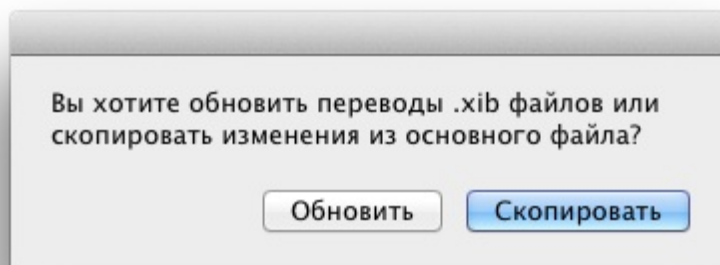 Вы хотите обновить переводы .xib файлов или
скопировать изменения из основного файла?
Обновить Скопировать